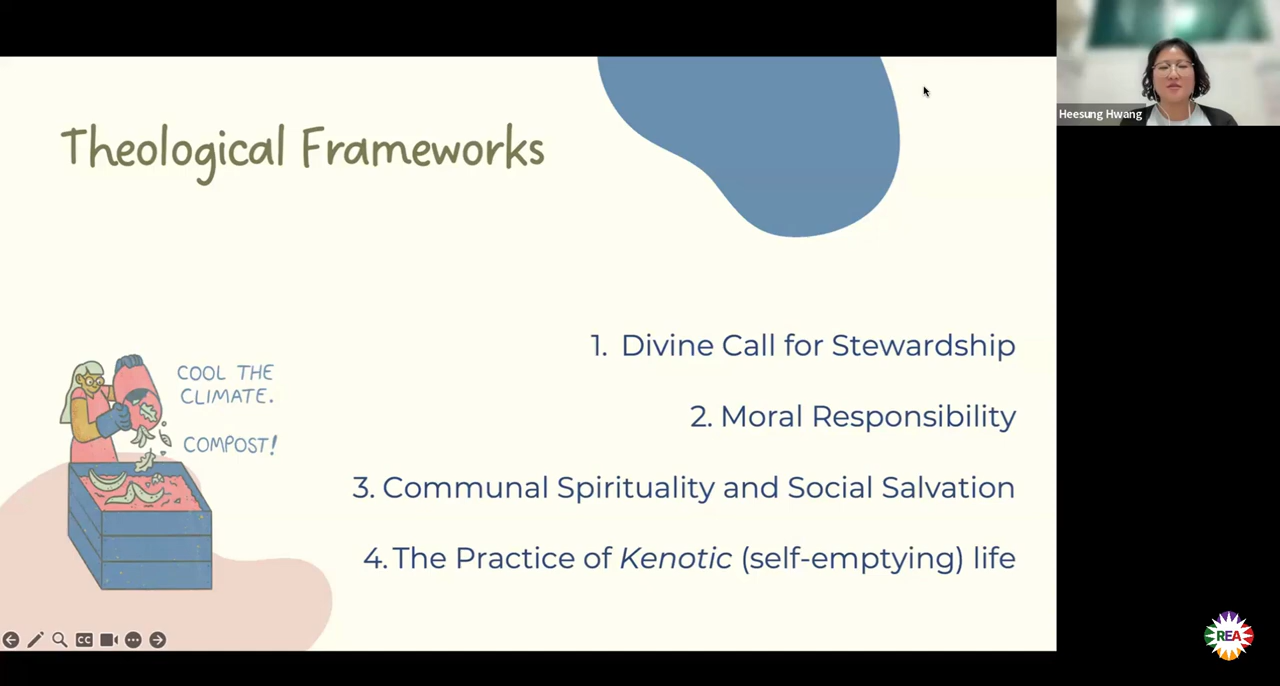 Theological Frameworks
Heesung Hwang
1. Divine Call for Stewardship
COOL THE
CLIMATE.
COMPOST!
2. Moral Responsibility
3. Communal Spirituality and Social Salvation
4. The Practice of Kenotic (self-emptying) life
CC
REA